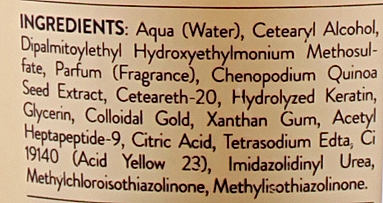 INGREDIENTS: Aqua (Water), Cetearyl Alcohol,
Dipalmitoylethyl Hydroxyethylmonium Methosul-
fate, Parfum (Fragrance), Chenopodium Quinoa
Seed Extract, Ceteareth-20, Hydrolyzed Keratin,
Glycerin, Colloidal Gold, Xanthan Gum, Acetyl
Heptapeptide-9, Citric Acid, Tetrasodium Edta, Ci
19140 (Acid Yellow 23), Imidazolidinyl Urea,
Methylchloroisothiazolinone, Methylisothiazolinone.